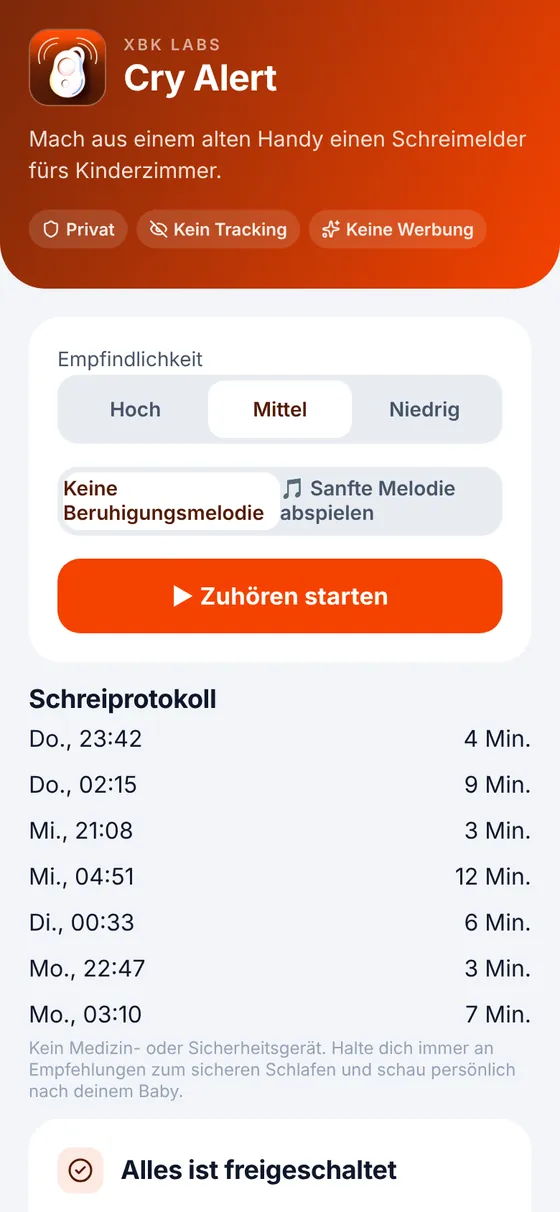 XBK LABS
Cry Alert
Mach aus einem alten Handy einen Schreimelder
fürs Kinderzimmer.
Privat Kein Tracking Keine Werbung
Empfindlichkeit
Hoch Mittel Niedrig
Keine
Beruhigungsmelodie
🎵 Sanfte Melodie
abspielen
▶ Zuhören starten
Schreiprotokoll
Do., 23:42 4 Min.
Do., 02:15 9 Min.
Mi., 21:08 3 Min.
Mi., 04:51 12 Min.
Di., 00:33 6 Min.
Mo., 22:47 3 Min.
Mo., 03:10 7 Min.
Kein Medizin- oder Sicherheitsgerät. Halte dich immer an
Empfehlungen zum sicheren Schlafen und schau persönlich
nach deinem Baby.
Alles ist freigeschaltet